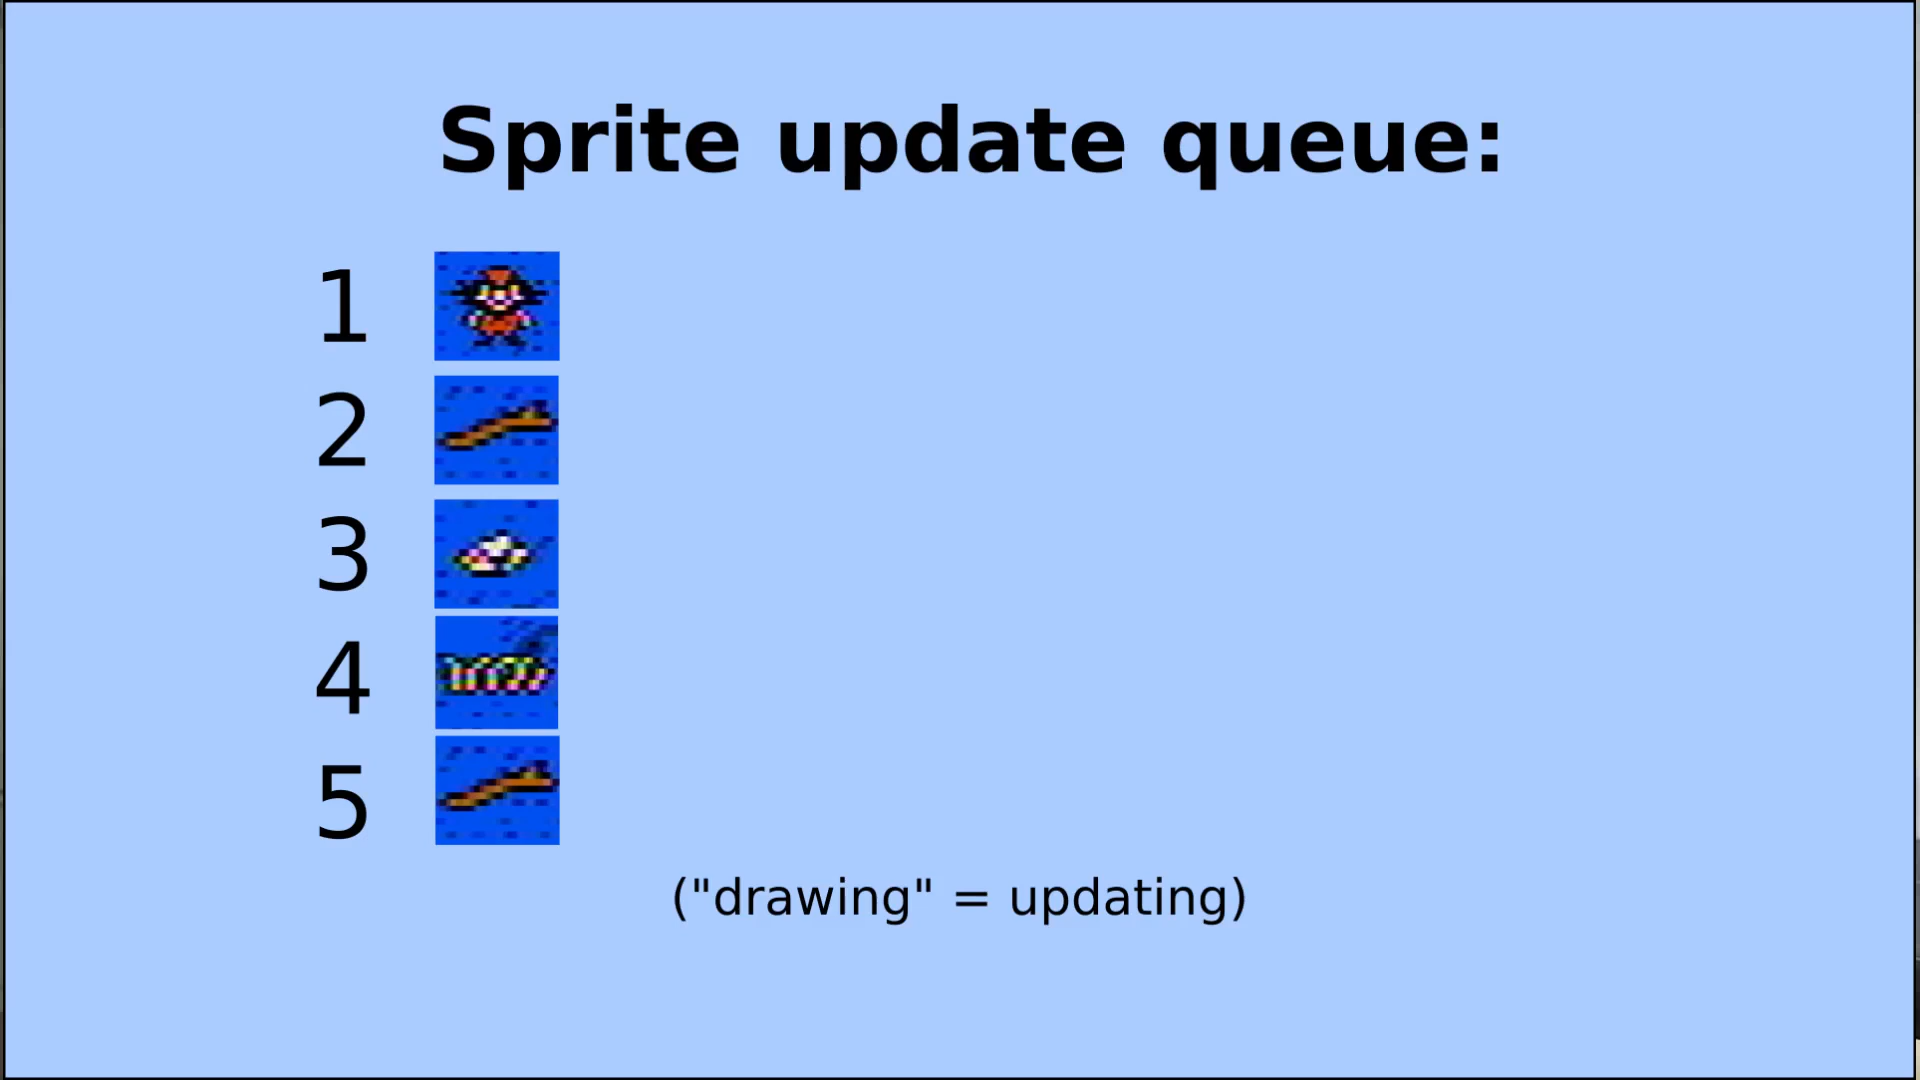 Sprite update queue:
1
2
3
4
5
("drawing" = updating)